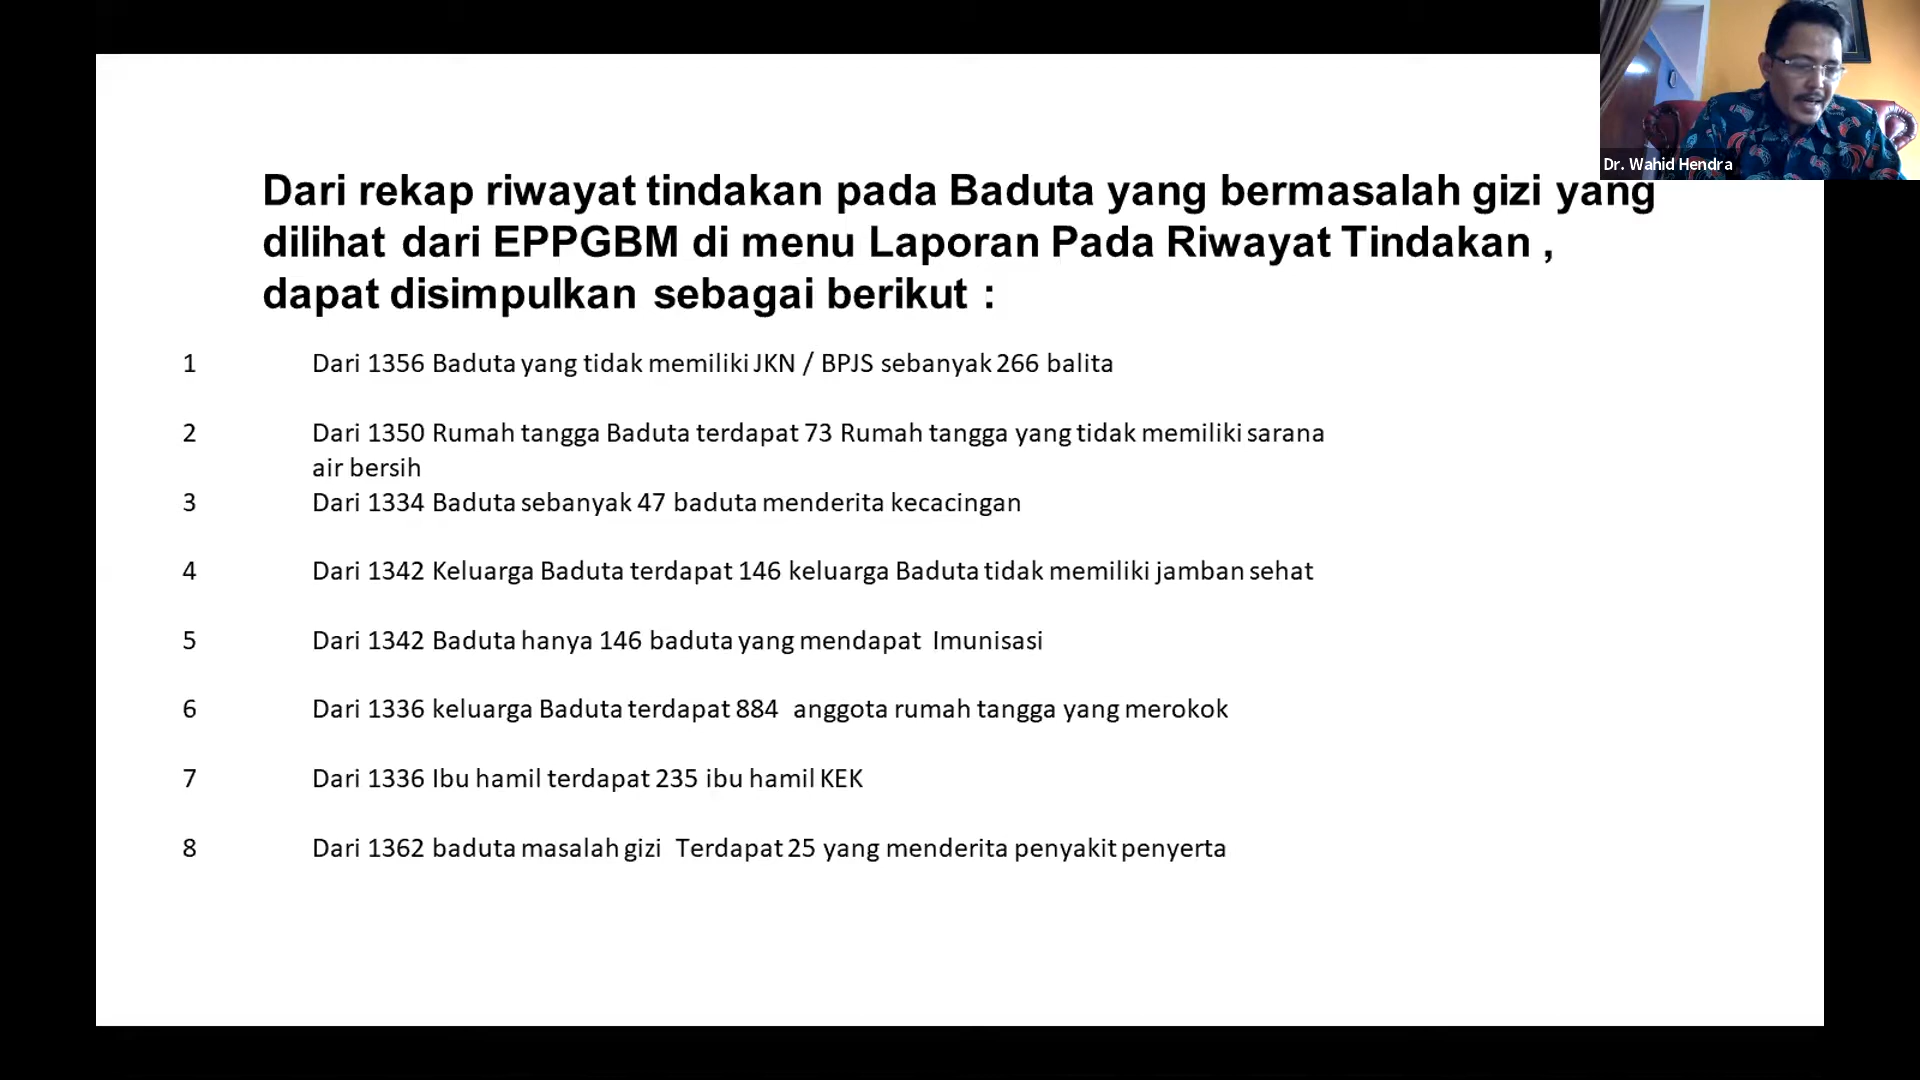 Dr. Wahid Hendra
Dari rekap riwayat tindakan pada Baduta yang bermasalah gizi yang
dilihat dari EPPGBM di menu Laporan Pada Riwayat Tindakan ,
dapat disimpulkan sebagai berikut :
1 Dari 1356 Baduta yang tidak memiliki JKN / BPJS sebanyak 266 balita
2 Dari 1350 Rumah tangga Baduta terdapat 73 Rumah tangga yang tidak memiliki sarana
air bersih
3 Dari 1334 Baduta sebanyak 47 baduta menderita kecacingan
4 Dari 1342 Keluarga Baduta terdapat 146 keluarga Baduta tidak memiliki jamban sehat
5 Dari 1342 Baduta hanya 146 baduta yang mendapat Imunisasi
6 Dari 1336 keluarga Baduta terdapat 884 anggota rumah tangga yang merokok
7 Dari 1336 Ibu hamil terdapat 235 ibu hamil KEK
8 Dari 1362 baduta masalah gizi Terdapat 25 yang menderita penyakit penyerta